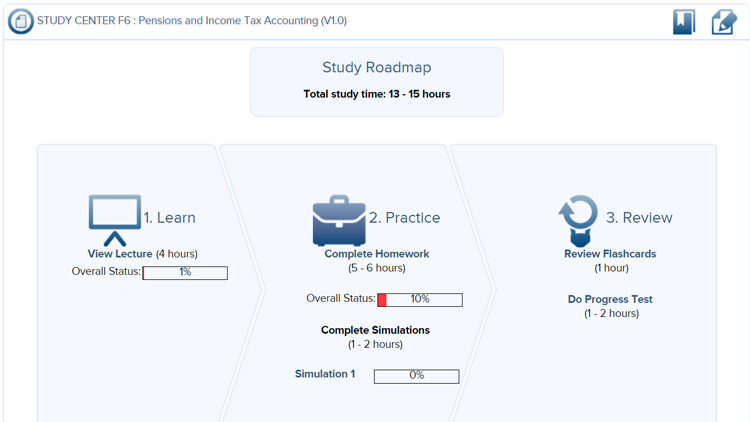 STUDY CENTER F6 : Pensions and Income Tax Accounting (V1.0)
Study Roadmap
Total study time: 13 - 15 hours
1. Learn
View Lecture (4 hours)
Overall Status: 1%
2. Practice
Complete Homework
(5 - 6 hours)
Overall Status: 10%
Complete Simulations
(1 - 2 hours)
Simulation 1 0%
3. Review
Review Flashcards
(1 hour)
Do Progress Test
(1 - 2 hours)